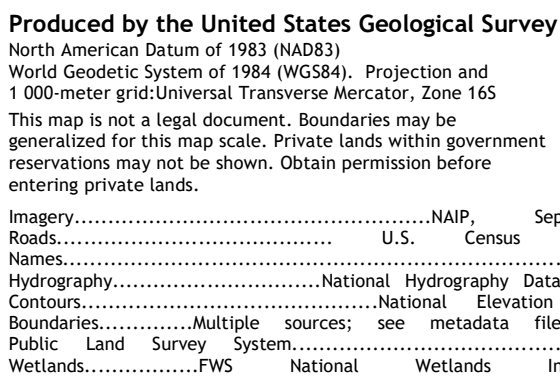 Produced by the United States Geological Survey
North American Datum of 1983 (NAD83)
World Geodetic System of 1984 (WGS84). Projection and
1 000-meter grid:Universal Transverse Mercator, Zone 16S
This map is not a legal document. Boundaries may be
generalized for this map scale. Private lands within government
reservations may not be shown. Obtain permission before
entering private lands.
Imagery..................................................NAIP,
Roads....................................... U.S. Census
Names.....................................................................
Hydrography.............................National Hydrography
Contours..........................................National Elevation
Boundaries..............Multiple sources; see metadata
Public Land Survey System......................................
Wetlands................FWS National Wetlands